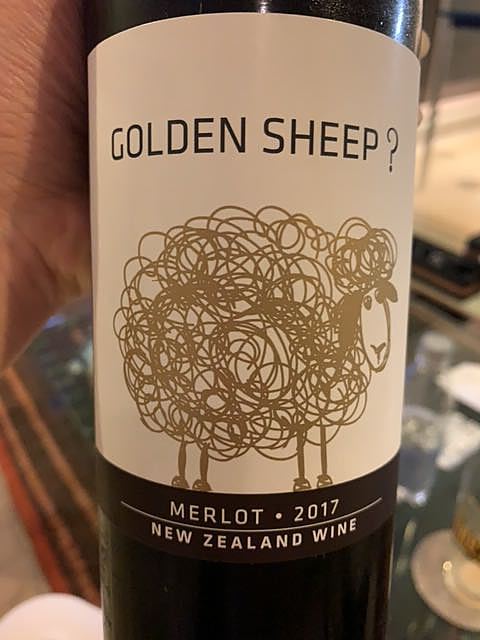 GOLDEN SHEEP?
MERLOT • 2017
NEW ZEALAND WINE